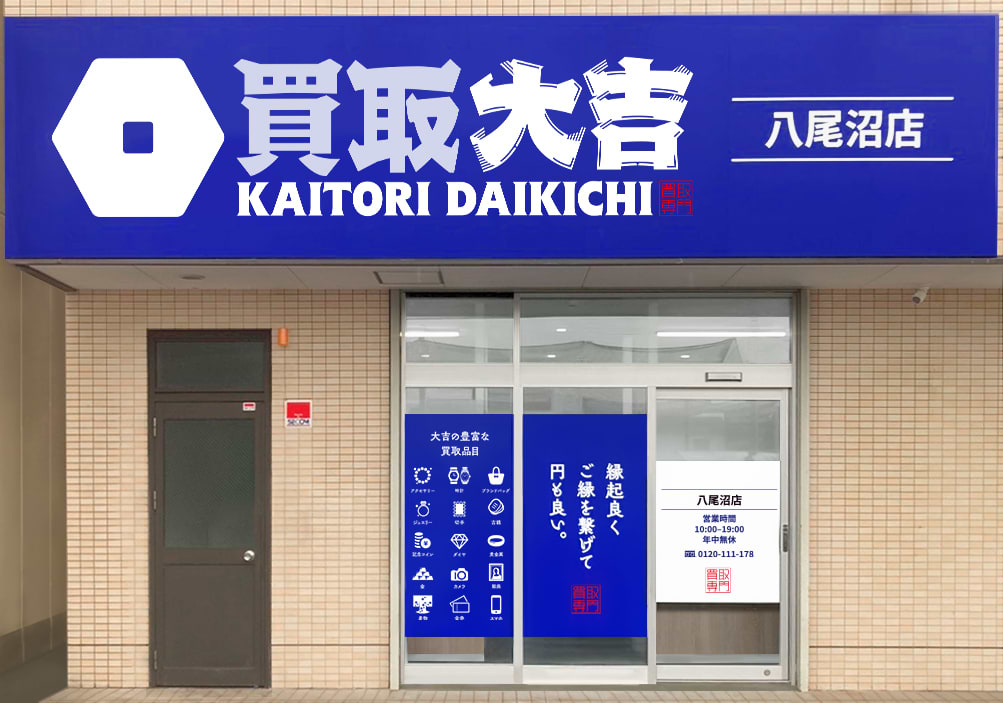 買取大吉
KAITORI DAIKICHI
買取
専門
八尾沼店
SECOM
大吉の豊富な
買取品目
アクセサリー
時計
ブランドバッグ
ジュエリー
切手
古銭
記念コイン
ダイヤ
貴金属
金
カメラ
着物
金券
スマホ
縁起良く
ご縁を繋げて
円も良い。
買取
専門
八尾沼店
営業時間
10:00–19:00
年中無休
0120-111-178
買取
専門